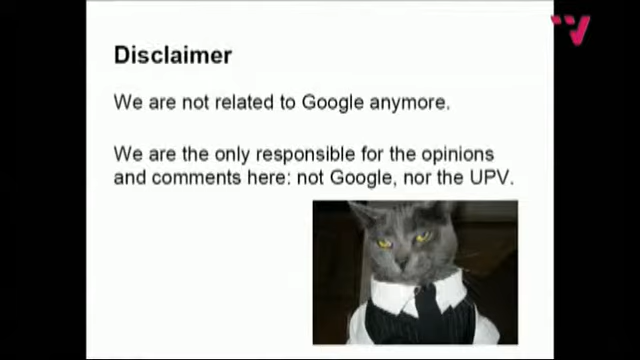 Disclaimer
We are not related to Google anymore.
We are the only responsible for the opinions
and comments here: not Google, nor the UPV.